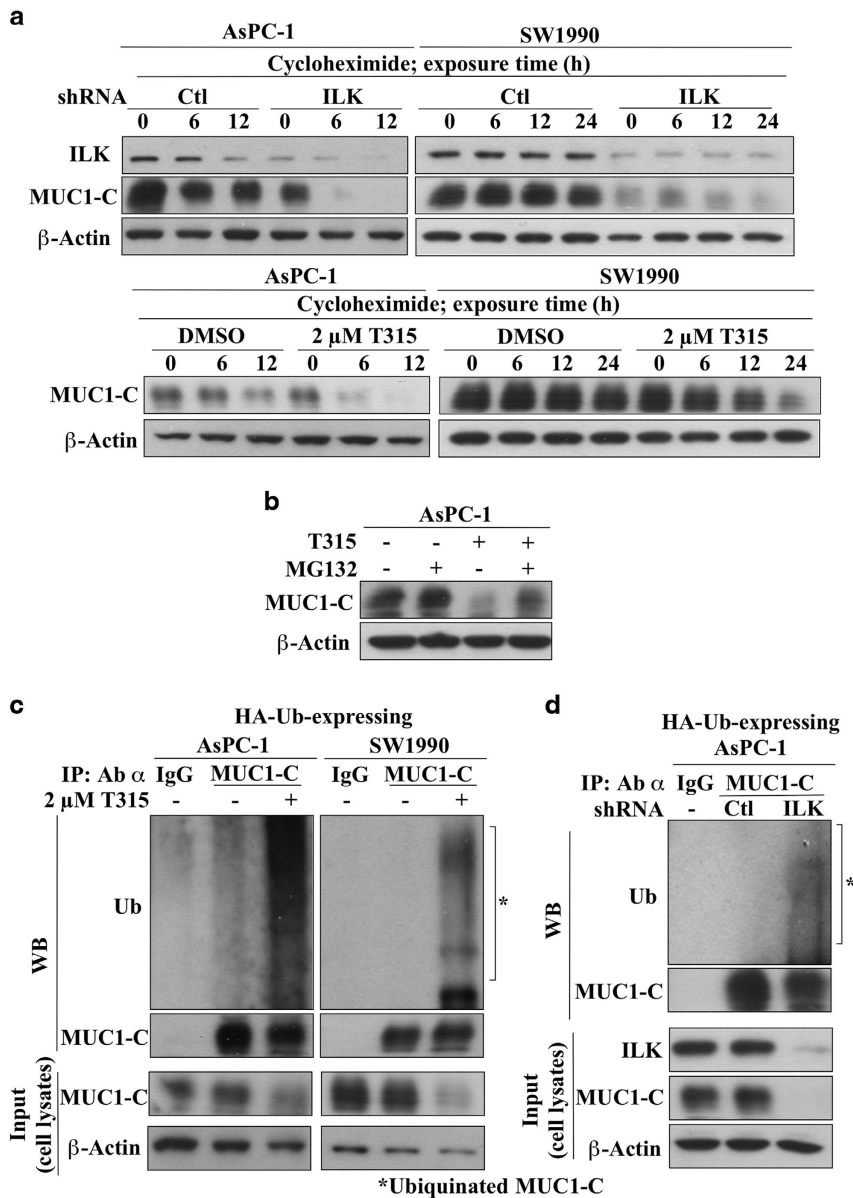 a
AsPC-1 SW1990
Cycloheximide; exposure time (h)
shRNA Ctl ILK Ctl ILK
0 6 12 0 6 12 0 6 12 24 0 6 12 24
ILK
MUC1-C
β-Actin
AsPC-1 SW1990
Cycloheximide; exposure time (h)
DMSO 2 µM T315 DMSO 2 µM T315
0 6 12 0 6 12 0 6 12 24 0 6 12 24
MUC1-C
β-Actin
b
AsPC-1
T315 - - + +
MG132 - + - +
MUC1-C
β-Actin
c
HA-Ub-expressing
AsPC-1 SW1990
IP: Ab α IgG MUC1-C IgG MUC1-C
2 µM T315 - - + - - +
WB
Ub
*
MUC1-C
Input (cell lysates)
MUC1-C
β-Actin
*Ubiquinated MUC1-C
d
HA-Ub-expressing
AsPC-1
IP: Ab α IgG MUC1-C
shRNA - Ctl ILK
WB
Ub
*
MUC1-C
Input (cell lysates)
ILK
MUC1-C
β-Actin